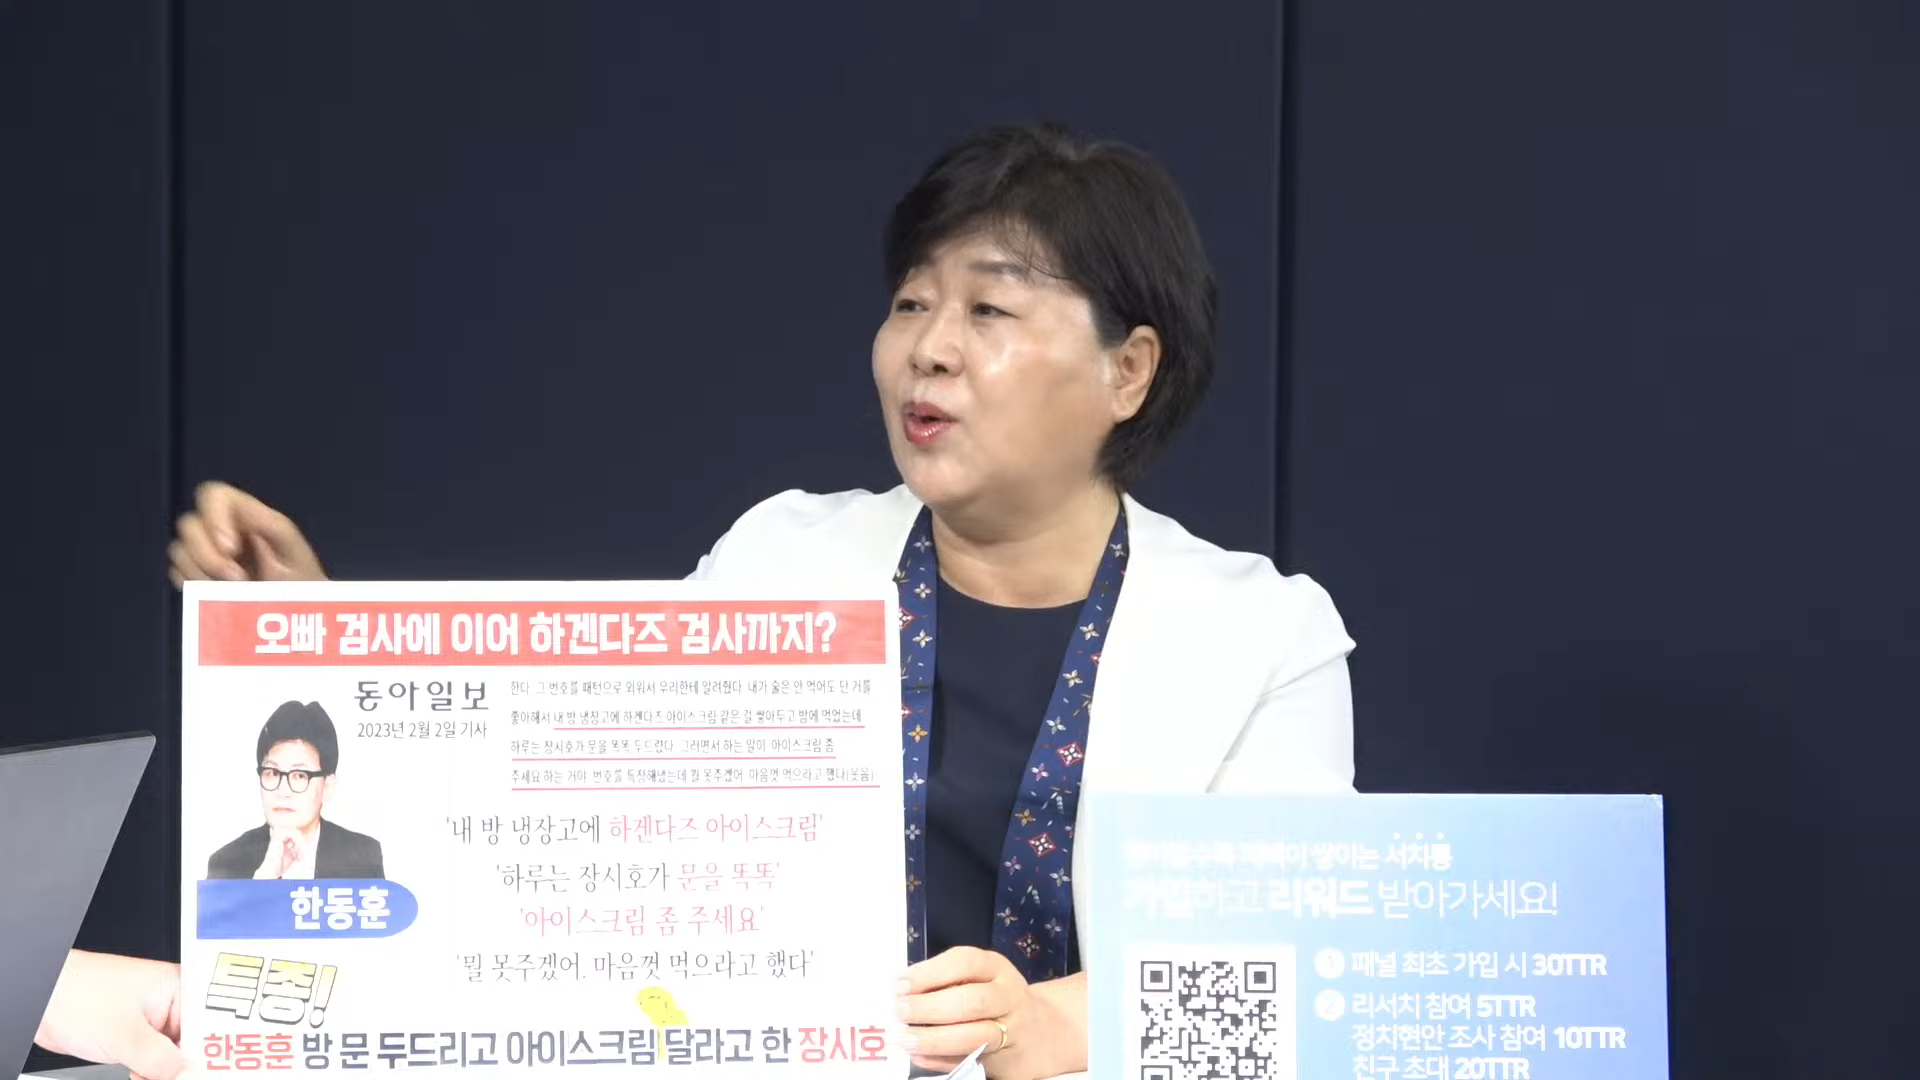 오빠 검사에 이어 하겐다즈 검사까지?
동아일보
2023년 2월 2일 기사
한다. 그 번호를 패턴으로 외워서 우리한테 알려줬다. 내가 술은 안 먹어도 단 거를
좋아해서 내 방 냉장고에 하겐다즈 아이스크림 같은 걸 쌓아두고 밤에 먹었는데
하루는 장시호가 문을 똑똑 두드렸다. 그러면서 하는 말이 아이스크림 좀
주세요 하는 거야. 번호를 특정해냈는데 뭘 못주겠어. 마음껏 먹으라고 했다(웃음)
'내 방 냉장고에 하겐다즈 아이스크림'
'하루는 장시호가 문을 똑똑'
'아이스크림 좀 주세요'
'뭘 못주겠어. 마음껏 먹으라고 했다'
한동훈
특종!
한동훈 방 문 두드리고 아이스크림 달라고 한 장시호
쌓이는 서치통
가입하고 리워드 받아가세요!
1 패널 최초 가입 시 30TTR
2 리서치 참여 5TTR
정치현안 조사 참여 10TTR
친구 초대 20TTR